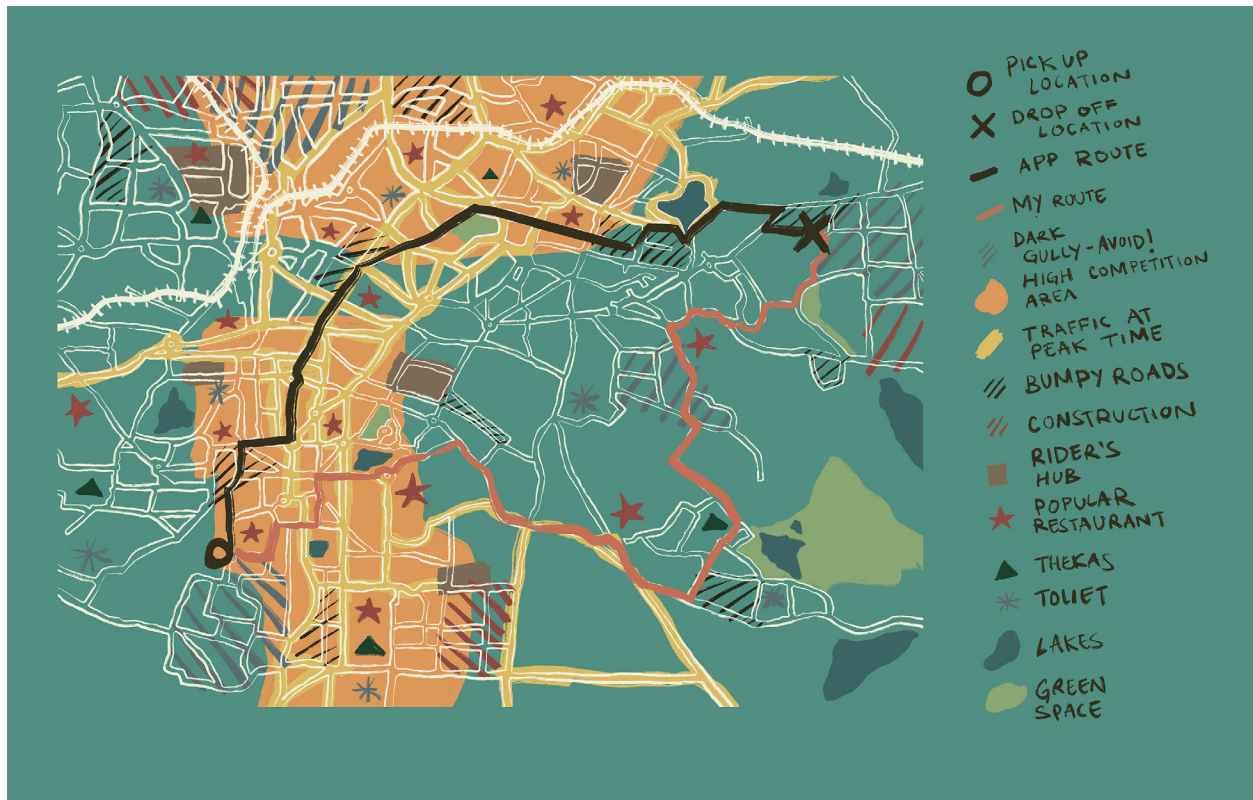 PICK UP
LOCATION
DROP OFF
LOCATION
APP ROUTE
MY ROUTE
DARK
GULLY-AVOID!
HIGH COMPETITION
AREA
TRAFFIC AT
PEAK TIME
BUMPY ROADS
CONSTRUCTION
RIDER'S
HUB
POPULAR
RESTAURANT
THEKAS
TOLIET
LAKES
GREEN
SPACE